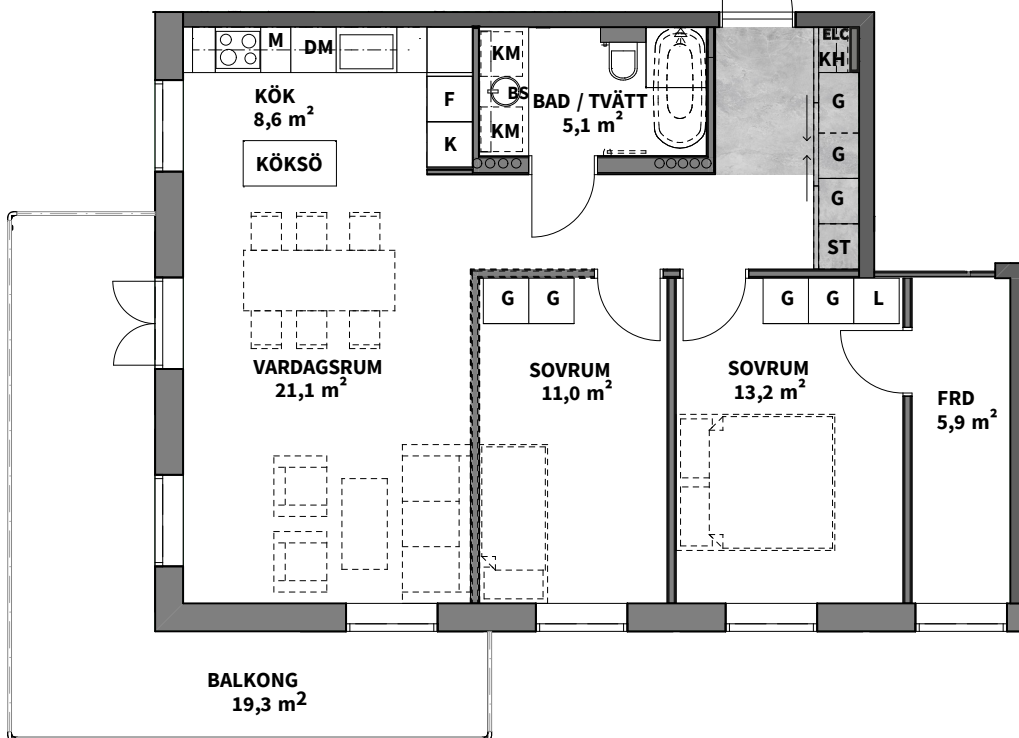 M
DM
KÖK
8,6 m²
KÖKSÖ
F
K
KM
BS
KM
BAD / TVÄTT
5,1 m²
ELC
KH
G
G
G
ST
G
G
G
G
L
VARDAGSRUM
21,1 m²
SOVRUM
11,0 m²
SOVRUM
13,2 m²
FRD
5,9 m²
BALKONG
19,3 m²